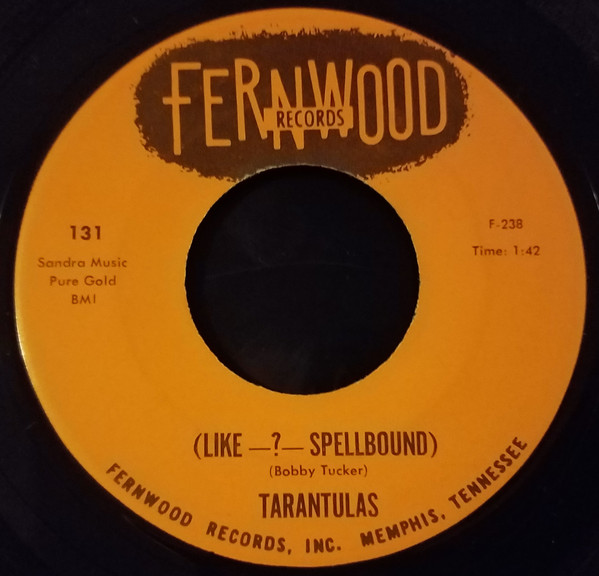 FERNWOOD
RECORDS
131
Sandra Music
Pure Gold
BMI
F-238
Time: 1:42
(LIKE —?— SPELLBOUND)
(Bobby Tucker)
TARANTULAS
FERNWOOD RECORDS, INC. MEMPHIS, TENNESSEE